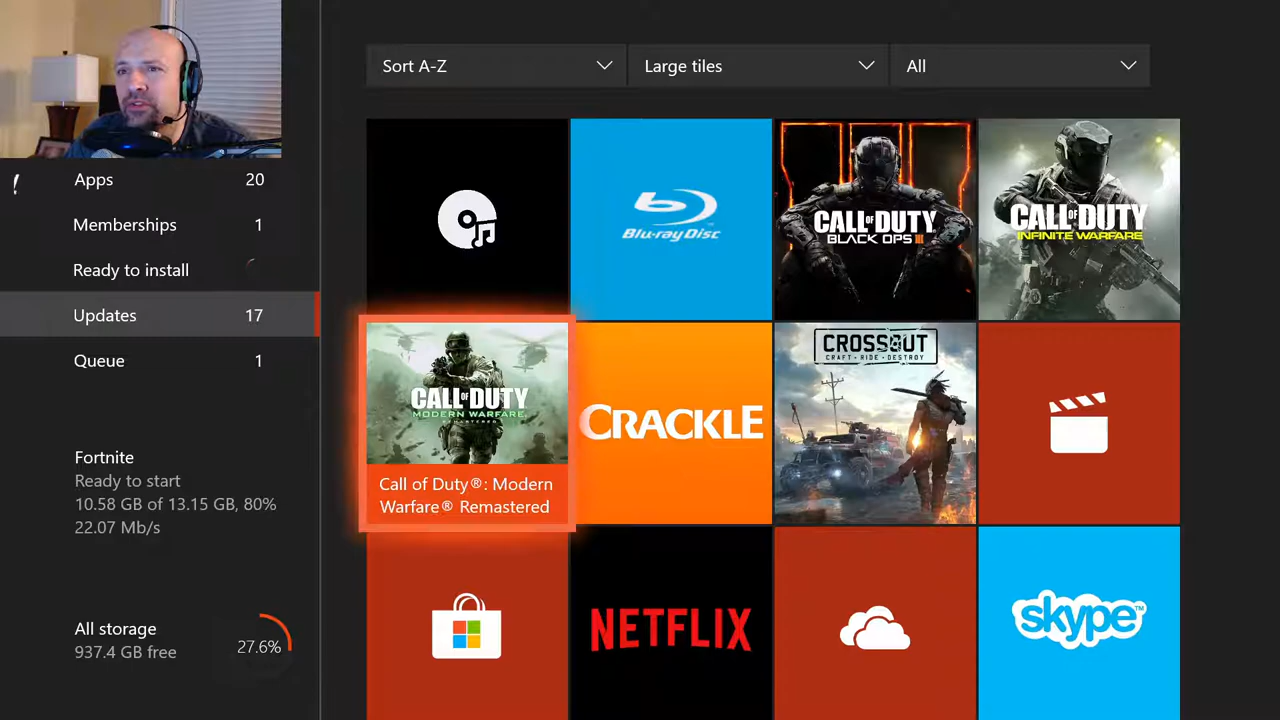 Sort A-Z
Large tiles
All
Apps 20
Memberships 1
Ready to install
Updates 17
Queue 1
Fortnite
Ready to start
10.58 GB of 13.15 GB, 80%
22.07 Mb/s
All storage
937.4 GB free
27.6%
Blu-ray Disc
CALL OF DUTY
BLACK OPS III
CALL OF DUTY
INFINITE WARFARE
CALL OF DUTY
MODERN WARFARE
REMASTERED
Call of Duty®: Modern
Warfare® Remastered
CRACKLE
CROSSOUT
CRAFT • RIDE • DESTROY
NETFLIX
skype™